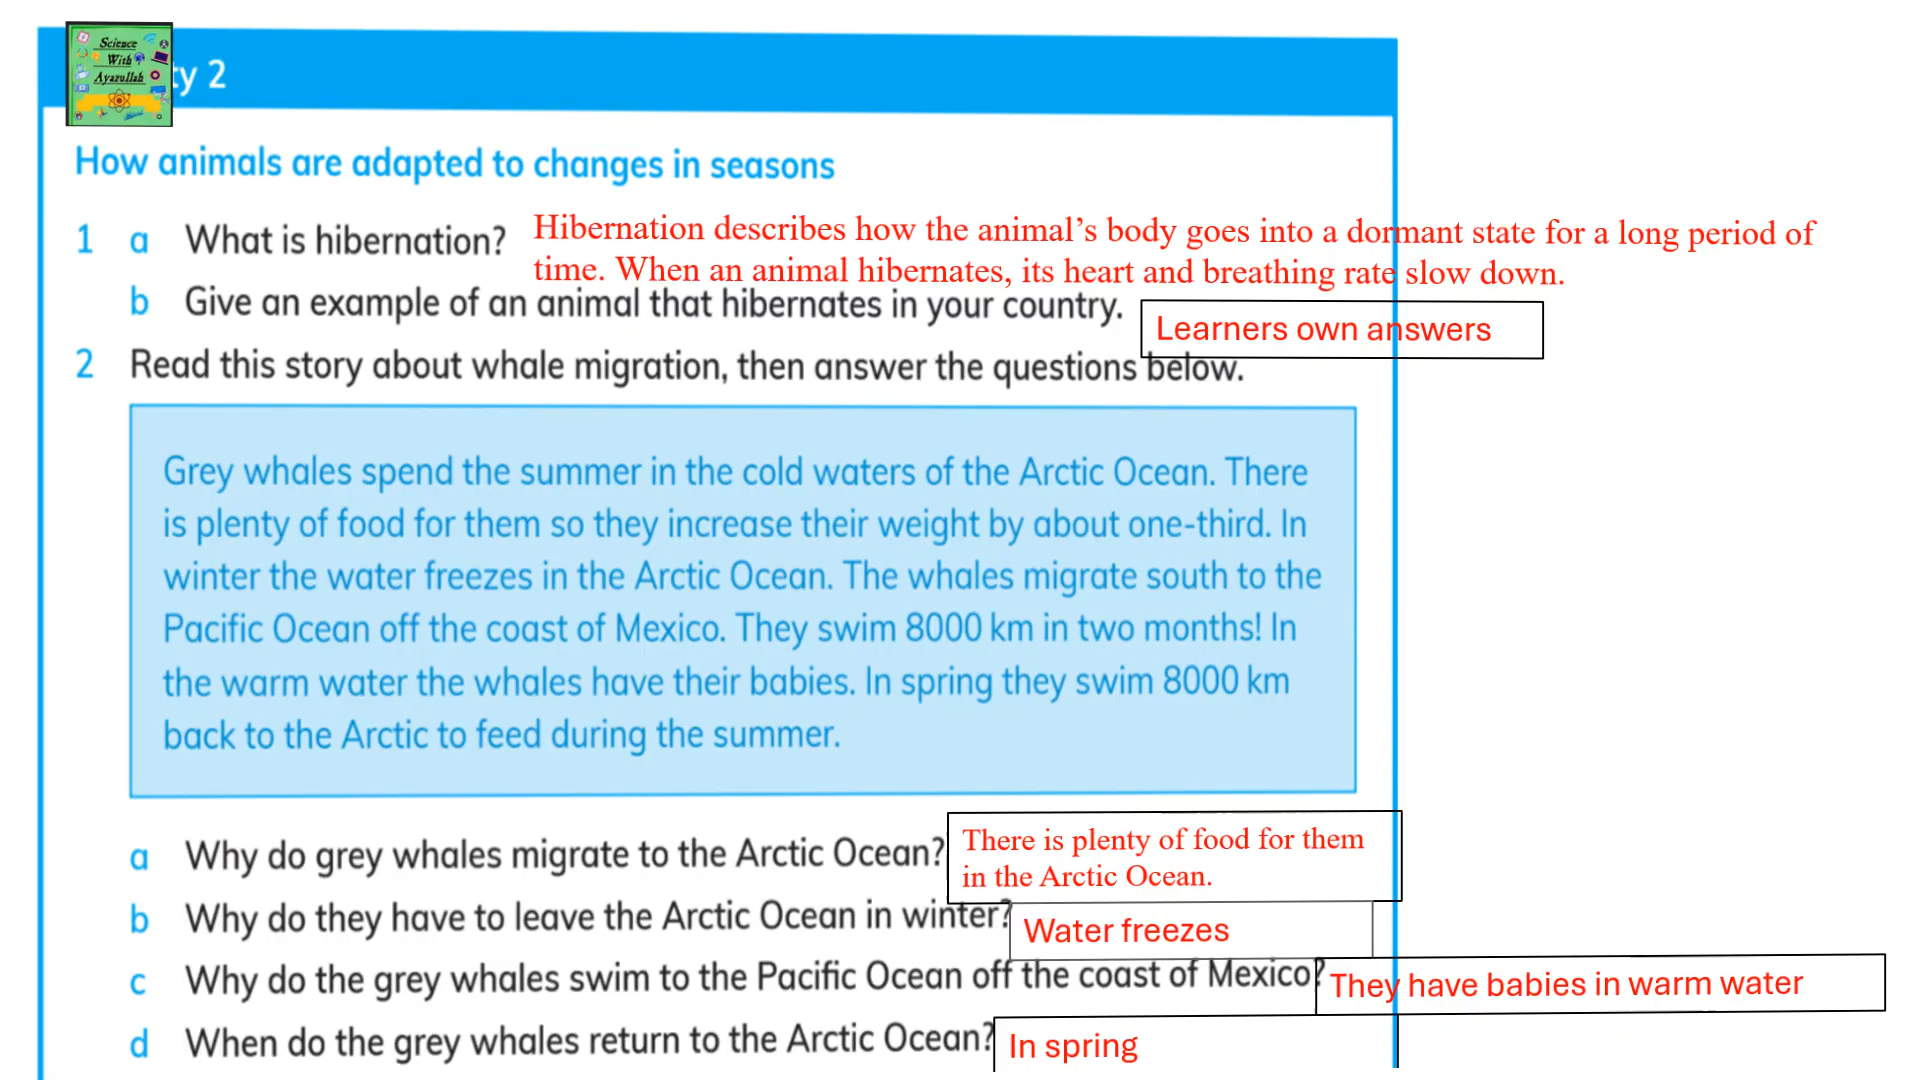 Science
With
Ayazullah
ty 2
How animals are adapted to changes in seasons
1 a What is hibernation? Hibernation describes how the animal's body goes into a dormant state for a long period of
time. When an animal hibernates, its heart and breathing rate slow down.
b Give an example of an animal that hibernates in your country.
Learners own answers
2 Read this story about whale migration, then answer the questions below.
Grey whales spend the summer in the cold waters of the Arctic Ocean. There
is plenty of food for them so they increase their weight by about one-third. In
winter the water freezes in the Arctic Ocean. The whales migrate south to the
Pacific Ocean off the coast of Mexico. They swim 8000 km in two months! In
the warm water the whales have their babies. In spring they swim 8000 km
back to the Arctic to feed during the summer.
a Why do grey whales migrate to the Arctic Ocean?
There is plenty of food for them
in the Arctic Ocean.
b Why do they have to leave the Arctic Ocean in winter?
Water freezes
c Why do the grey whales swim to the Pacific Ocean off the coast of Mexico?
They have babies in warm water
d When do the grey whales return to the Arctic Ocean?
In spring